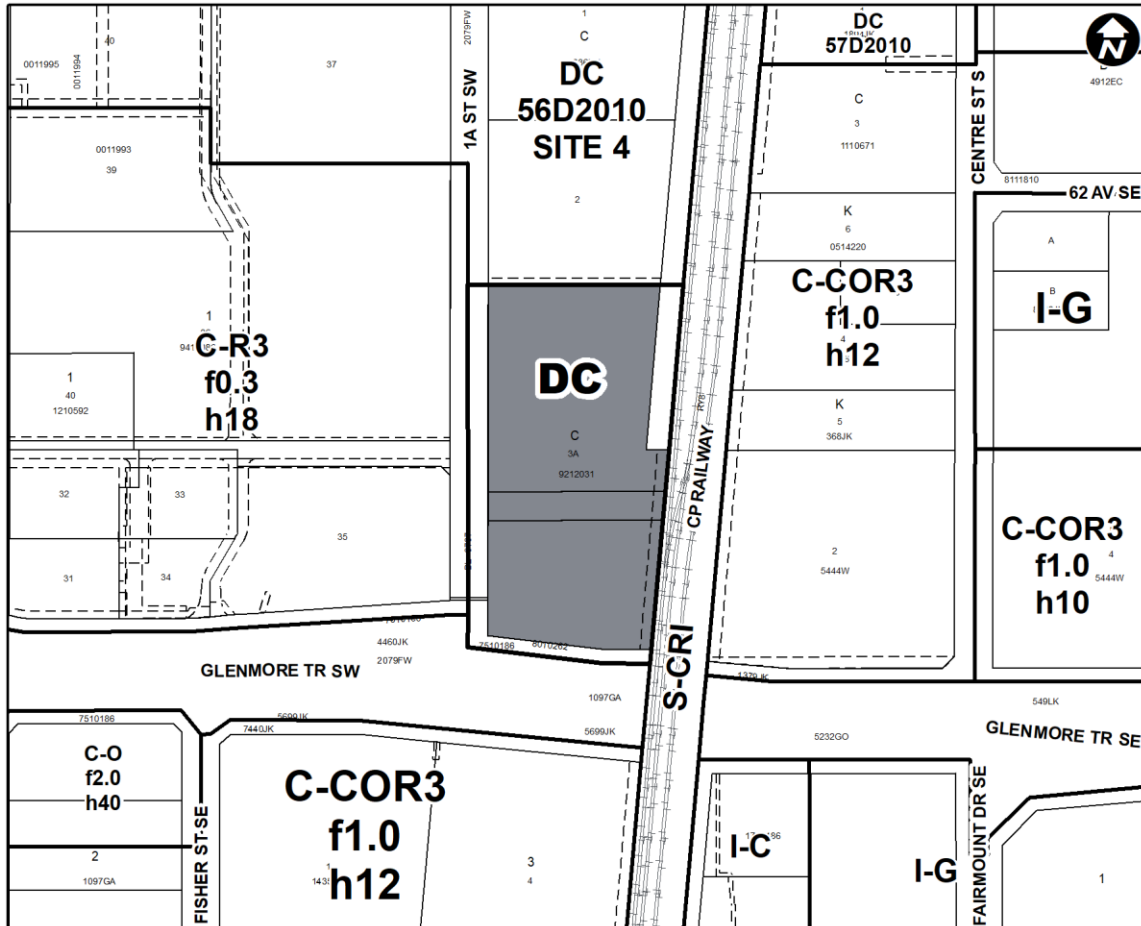 40
0011995
0011994
37
2079FW
1A ST SW
1
C
DC
56D2010
SITE 4
2
DC
57D2010
N
4912EC
CENTRE ST S
C
3
1110671
8111810
62 AV SE
0011993
39
K
6
0514220
A
B
I-G
C-COR3
f1.0
h12
1
C-R3
f0.3
h18
1
40
1210592
DC
K
5
368JK
C
3A
9212031
CP RAILWAY
32
33
35
31
34
2
5444W
C-COR3
f1.0
h10
4
5444W
4460JK
2079FW
GLENMORE TR SW
7510186
8070262
S-CRI
1097GA
1379JK
549LK
GLENMORE TR SE
5232GO
7510186
5699JK
7440JK
5699JK
C-O
f2.0
h40
2
1097GA
FISHER ST SE
C-COR3
f1.0
h12
3
4
I-C
I-G
FAIRMOUNT DR SE
1